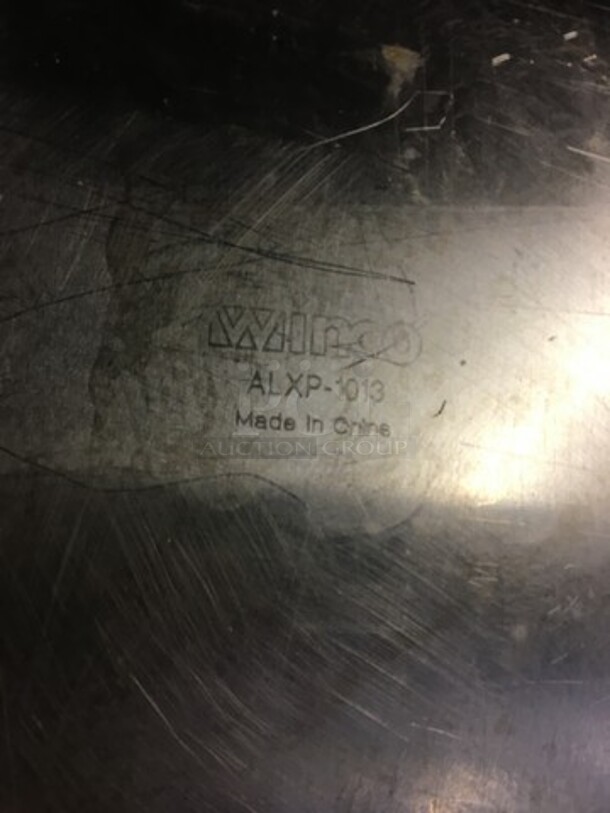 Winco
ALXP-1013
Made in China
AUCTION GROUP